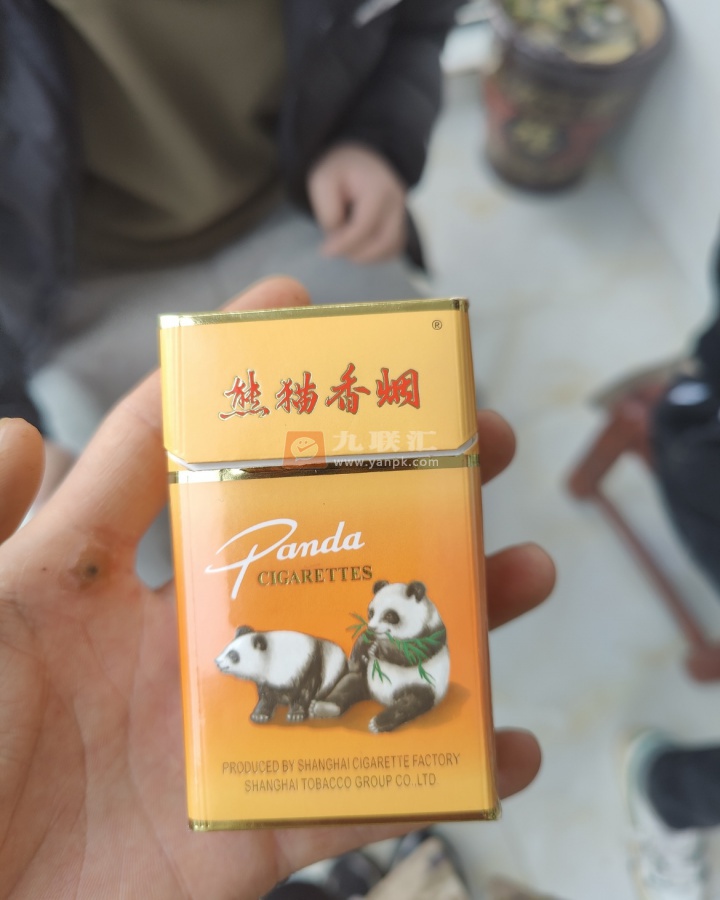 ®
熊猫香烟
九联汇
www.yanpk.com
Panda
CIGARETTES
PRODUCED BY SHANGHAI CIGARETTE FACTORY
SHANGHAI TOBACCO GROUP CO.,LTD.